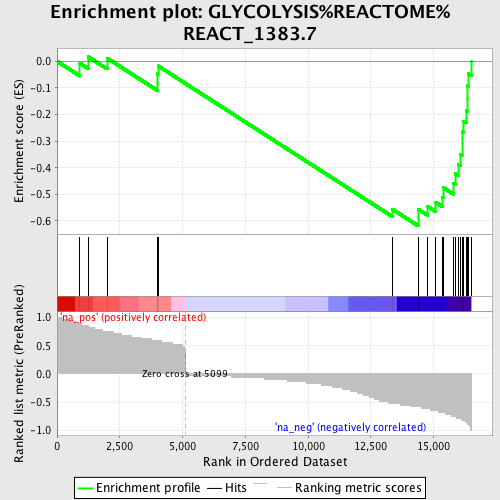 Enrichment plot: GLYCOLYSIS%REACTOME%
REACT_1383.7
Enrichment score (ES)
0.0
-0.1
-0.2
-0.3
-0.4
-0.5
-0.6
Ranked list metric (PreRanked)
1.0
0.5
0.0
-0.5
-1.0
'na_pos' (positively correlated)
Zero cross at 5099
'na_neg' (negatively correlated)
0
2,500
5,000
7,500
10,000
12,500
15,000
Rank in Ordered Dataset
Enrichment profile
Hits
Ranking metric scores